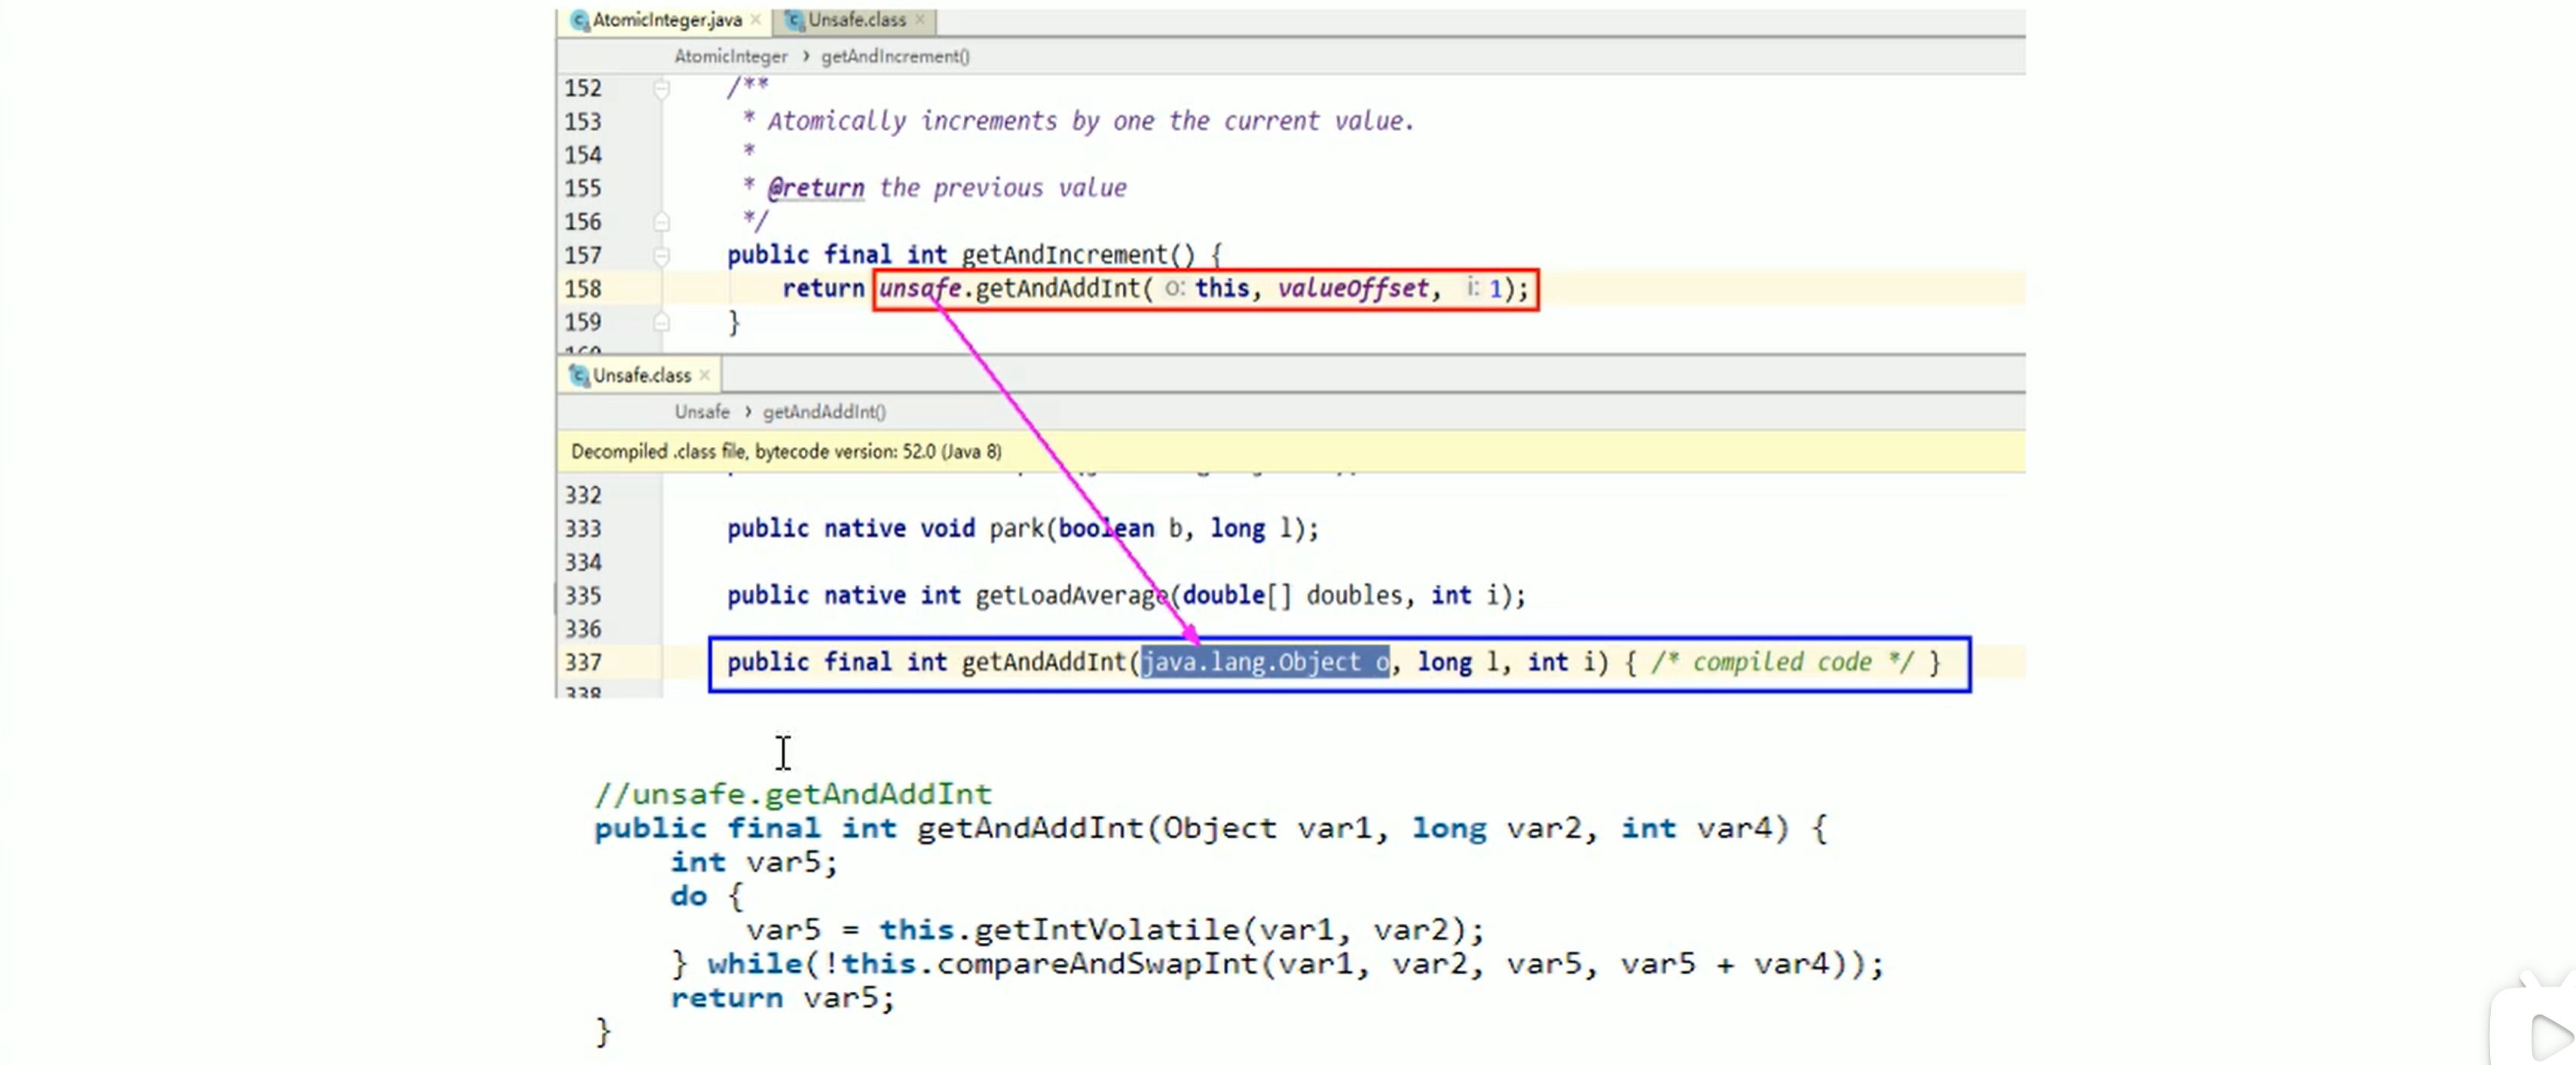 AtomicInteger.java × Unsafe.class ×
AtomicInteger › getAndIncrement()
152 /**
153 * Atomically increments by one the current value.
154 *
155 * @return the previous value
156 */
157 public final int getAndIncrement() {
158 return unsafe.getAndAddInt( o: this, valueOffset, i: 1);
159 }
160
Unsafe.class ×
Unsafe › getAndAddInt()
Decompiled .class file, bytecode version: 52.0 (Java 8)
332
333 public native void park(boolean b, long l);
334
335 public native int getLoadAverage(double[] doubles, int i);
336
337 public final int getAndAddInt(java.lang.Object o, long l, int i) { /* compiled code */ }
338
//unsafe.getAndAddInt
public final int getAndAddInt(Object var1, long var2, int var4) {
int var5;
do {
var5 = this.getIntVolatile(var1, var2);
} while(!this.compareAndSwapInt(var1, var2, var5, var5 + var4));
return var5;
}